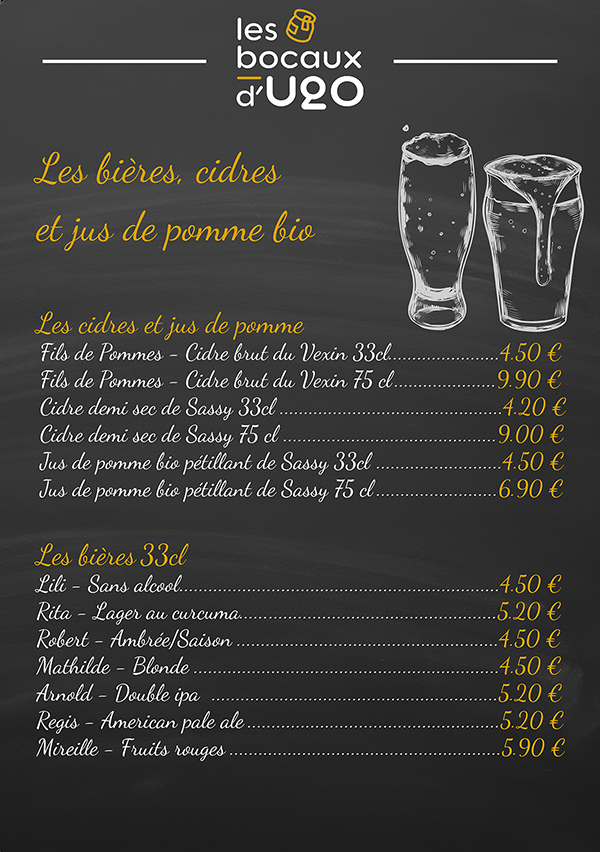 les
bocaux
d'UgO
Les bières, cidres
et jus de pomme bio
Les cidres et jus de pomme
Fils de Pommes - Cidre brut du Vexin 33cl..................4.50 €
Fils de Pommes - Cidre brut du Vexin 75 cl.................9.90 €
Cidre demi sec de Sassy 33cl .....................................4.20 €
Cidre demi sec de Sassy 75 cl ...................................9.00 €
Jus de pomme bio pétillant de Sassy 33cl ....................4.50 €
Jus de pomme bio pétillant de Sassy 75 cl ....................6.90 €
Les bières 33cl
Lili - Sans alcool.....................................................4.50 €
Rita - Lager au curcuma...........................................5.20 €
Robert - Ambrée/Saison ...........................................4.50 €
Mathilde - Blonde ..................................................4.50 €
Arnold - Double ipa ...............................................5.20 €
Regis - American pale ale .........................................5.20 €
Mireille - Fruits rouges ............................................5.90 €